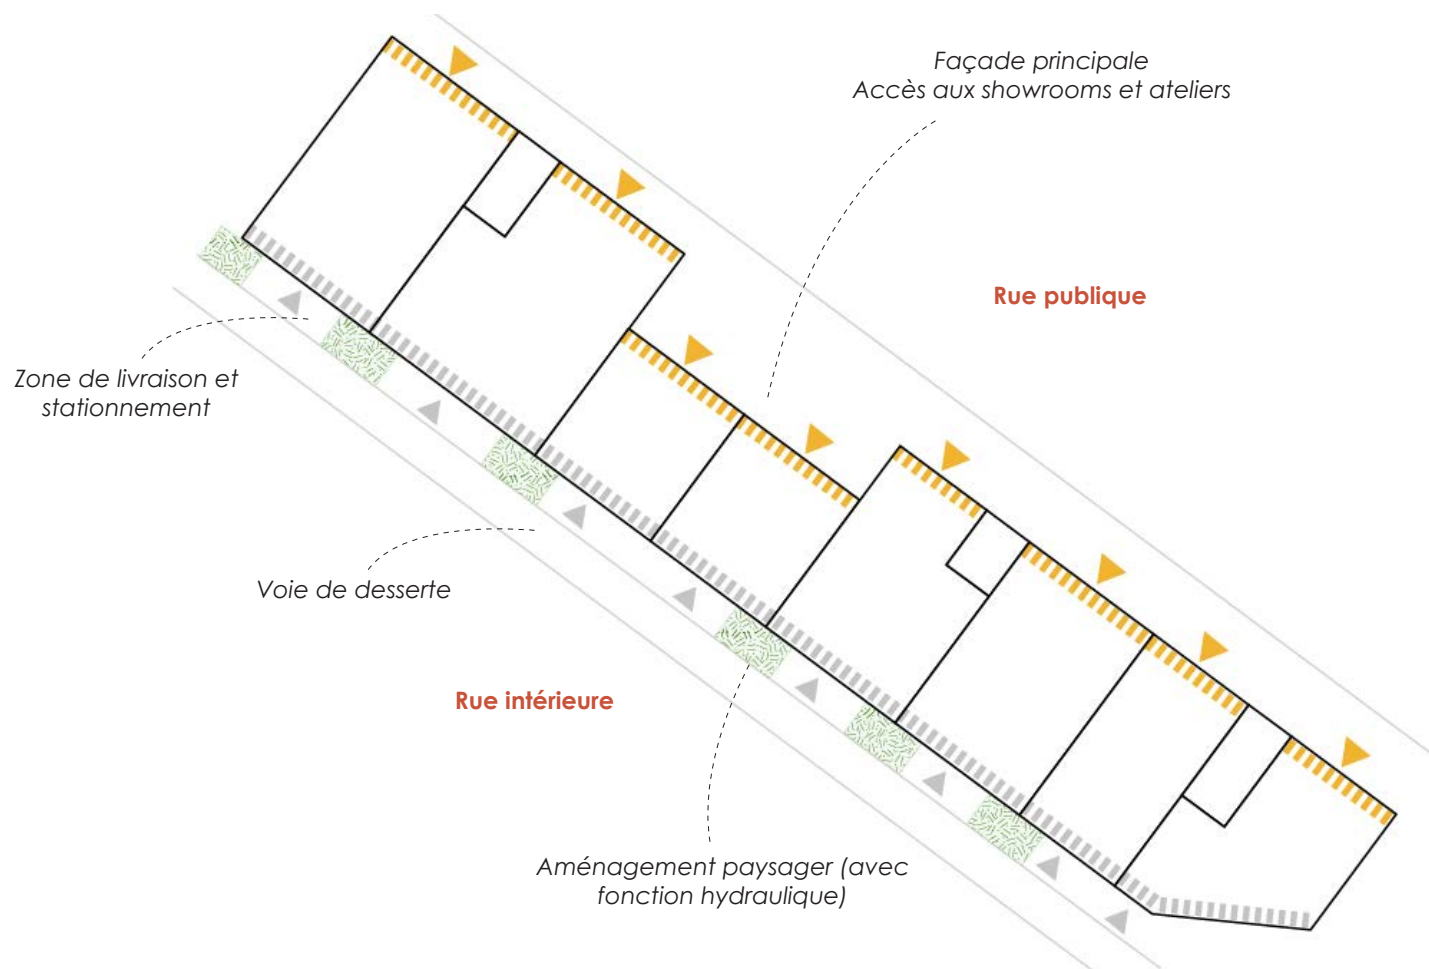 Façade principale
Accès aux showrooms et ateliers
Rue publique
Zone de livraison et
stationnement
Voie de desserte
Rue intérieure
Aménagement paysager (avec
fonction hydraulique)